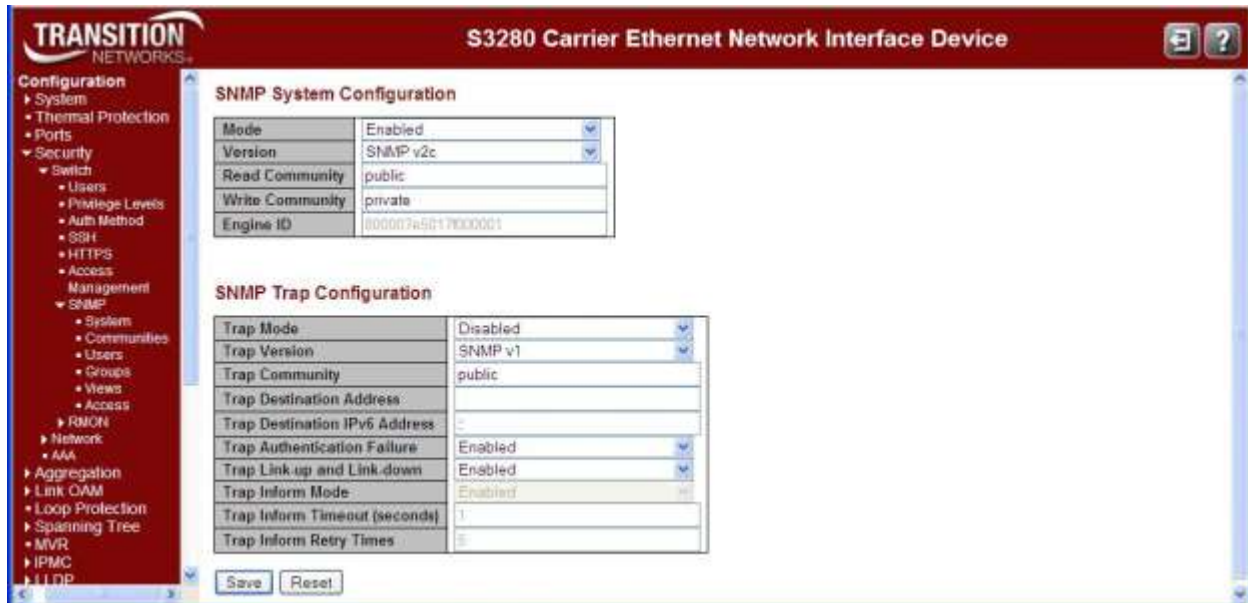 TRANSITION
NETWORKS
S3280 Carrier Ethernet Network Interface Device
?
Configuration
System
Thermal Protection
Ports
Security
Switch
Users
Privilege Levels
Auth Method
SSH
HTTPS
Access
Management
SNMP
System
Communities
Users
Groups
Views
Access
RMON
Network
AAA
Aggregation
Link OAM
Loop Protection
Spanning Tree
MVR
IPMC
LLDP
SNMP System Configuration
Mode Enabled
Version SNMP v2c
Read Community public
Write Community private
Engine ID 800007e5017f000001
SNMP Trap Configuration
Trap Mode Disabled
Trap Version SNMP v1
Trap Community public
Trap Destination Address
Trap Destination IPv6 Address
Trap Authentication Failure Enabled
Trap Link-up and Link-down Enabled
Trap Inform Mode Enabled
Trap Inform Timeout (seconds) 1
Trap Inform Retry Times 5
Save Reset